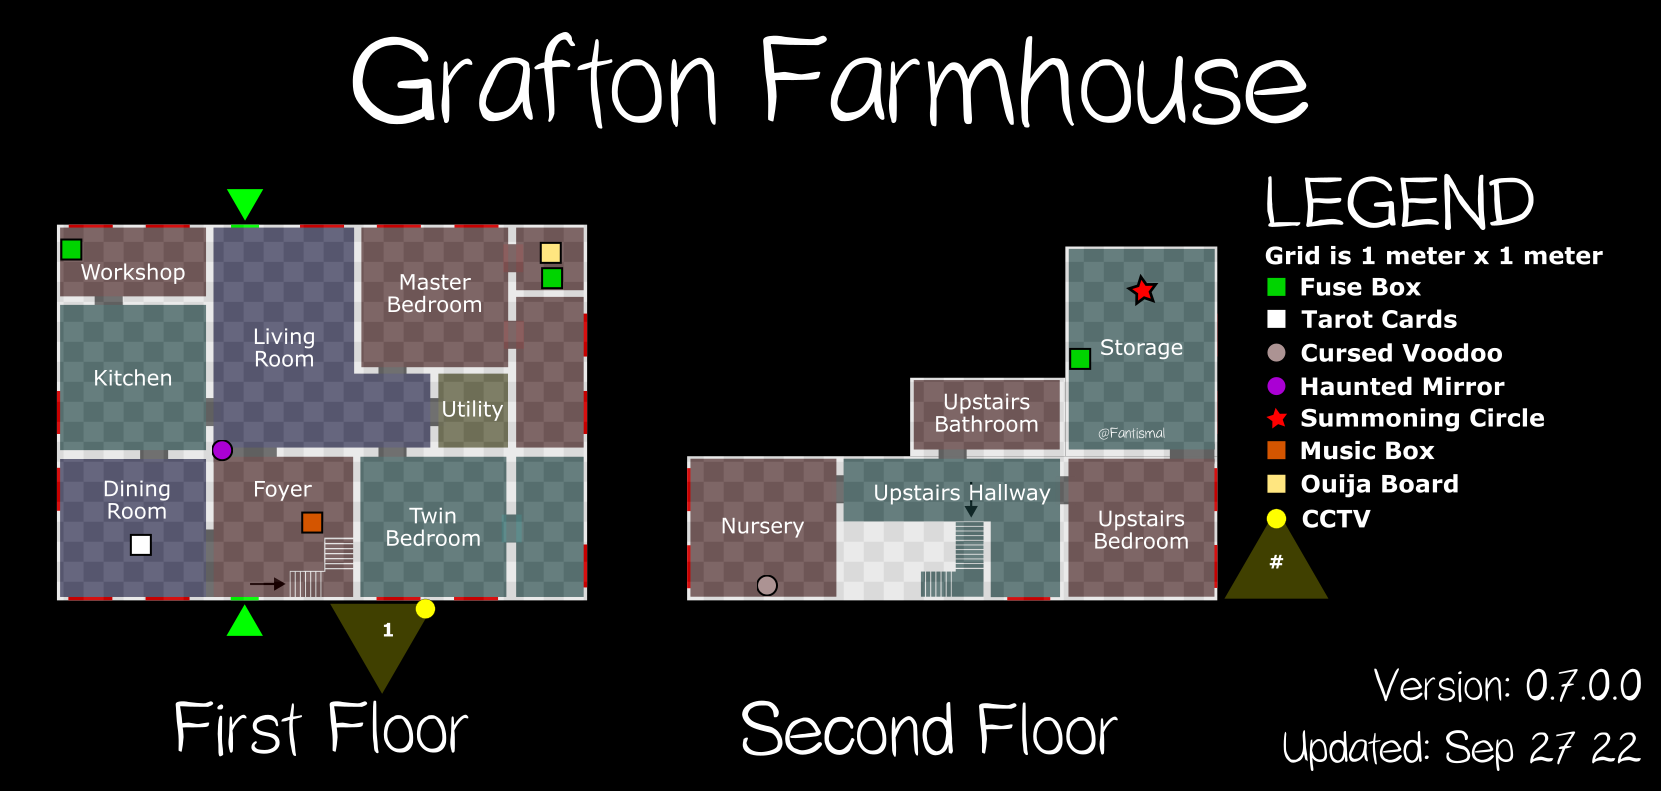 Grafton Farmhouse
Workshop
Living
Room
Master
Bedroom
Kitchen
Utility
Dining
Room
Foyer
Twin
Bedroom
1
First Floor
Storage
Upstairs
Bathroom
@Fantismal
Upstairs Hallway
Nursery
Upstairs
Bedroom
Second Floor
LEGEND
Grid is 1 meter x 1 meter
Fuse Box
Tarot Cards
Cursed Voodoo
Haunted Mirror
Summoning Circle
Music Box
Ouija Board
CCTV
#
Version: 0.7.0.0
Updated: Sep 27 22